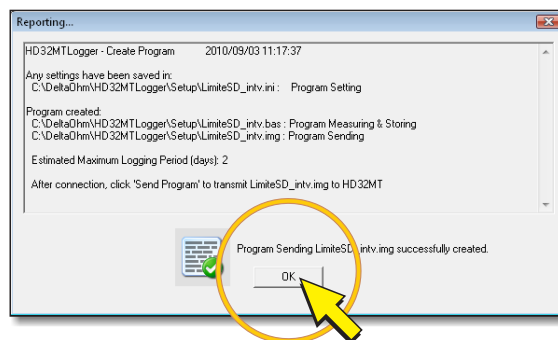 Reporting...
HD32MTLogger - Create Program 2010/09/03 11:17:37
Any settings have been saved in:
C:\DeltaOhm\HD32MTLogger\Setup\LimiteSD_intv.ini : Program Setting
Program created:
C:\DeltaOhm\HD32MTLogger\Setup\LimiteSD_intv.bas : Program Measuring & Storing
C:\DeltaOhm\HD32MTLogger\Setup\LimiteSD_intv.img : Program Sending
Estimated Maximum Logging Period (days): 2
After connection, click 'Send Program' to transmit LimiteSD_intv.img to HD32MT
Program Sending LimiteSD_intv.img successfully created.
OK